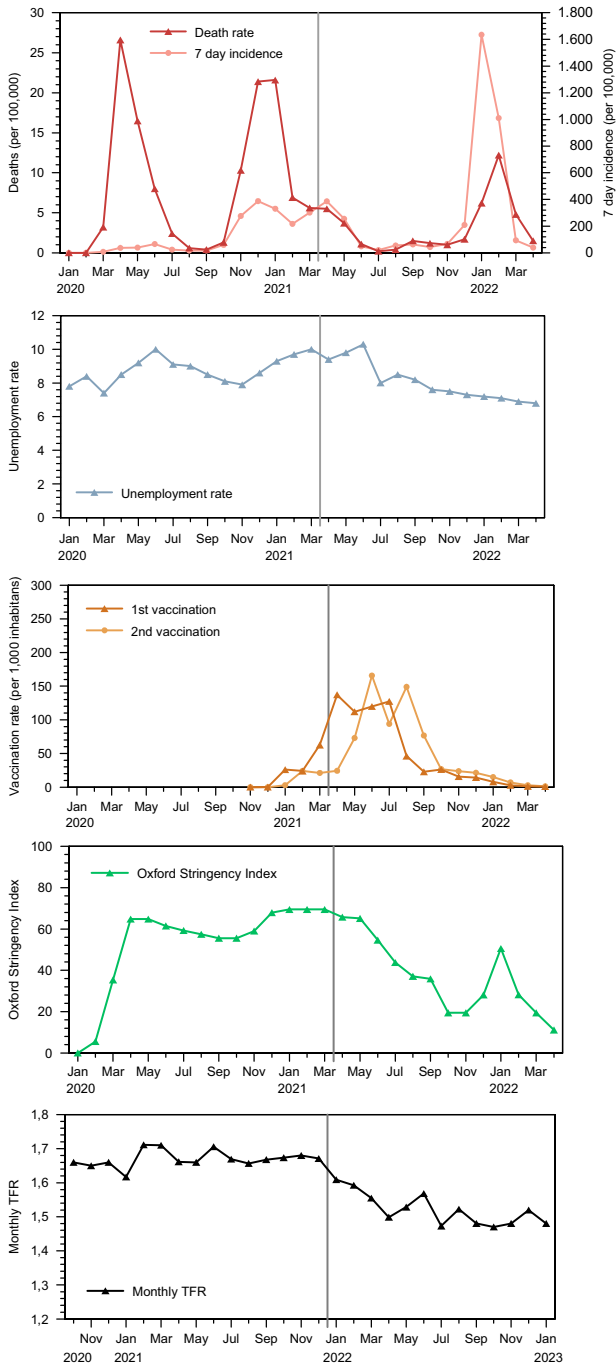 30 1.800
Death rate
7 day incidence
1.600
25
1.400
20 1.200
1.000
15
800
10 600
400
5
200
0 0
Deaths (per 100,000)
7 day incidence (per 100,000)
Jan Mar May Jul Sep Nov Jan Mar May Jul Sep Nov Jan Mar
2020 2021 2022
12
10
8
6
4
2
0
Unemployment rate
Unemployment rate
Jan Mar May Jul Sep Nov Jan Mar May Jul Sep Nov Jan Mar
2020 2021 2022
300
250
200
150
100
50
0
Vaccination rate (per 1,000 inhabitans)
1st vaccination
2nd vaccination
Jan Mar May Jul Sep Nov Jan Mar May Jul Sep Nov Jan Mar
2020 2021 2022
100
80
60
40
20
0
Oxford Stringency Index
Oxford Stringency Index
Jan Mar May Jul Sep Nov Jan Mar May Jul Sep Nov Jan Mar
2020 2021 2022
1,8
1,7
1,6
1,5
1,4
1,3
1,2
Monthly TFR
Monthly TFR
Nov Jan Mar May Jul Sep Nov Jan Mar May Jul Sep Nov Jan
2020 2021 2022 2023